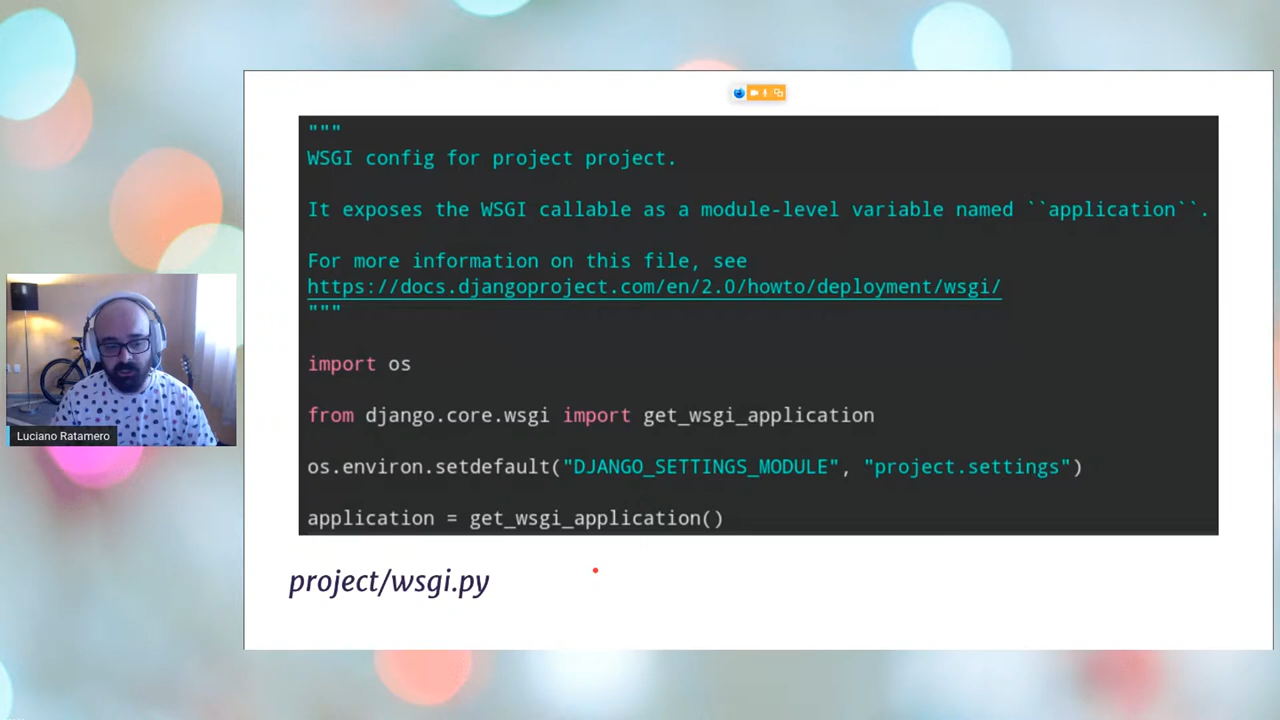 """
WSGI config for project project.
It exposes the WSGI callable as a module-level variable named ``application``.
For more information on this file, see
https://docs.djangoproject.com/en/2.0/howto/deployment/wsgi/
"""
import os
from django.core.wsgi import get_wsgi_application
os.environ.setdefault("DJANGO_SETTINGS_MODULE", "project.settings")
application = get_wsgi_application()
project/wsgi.py
Luciano Ratamero